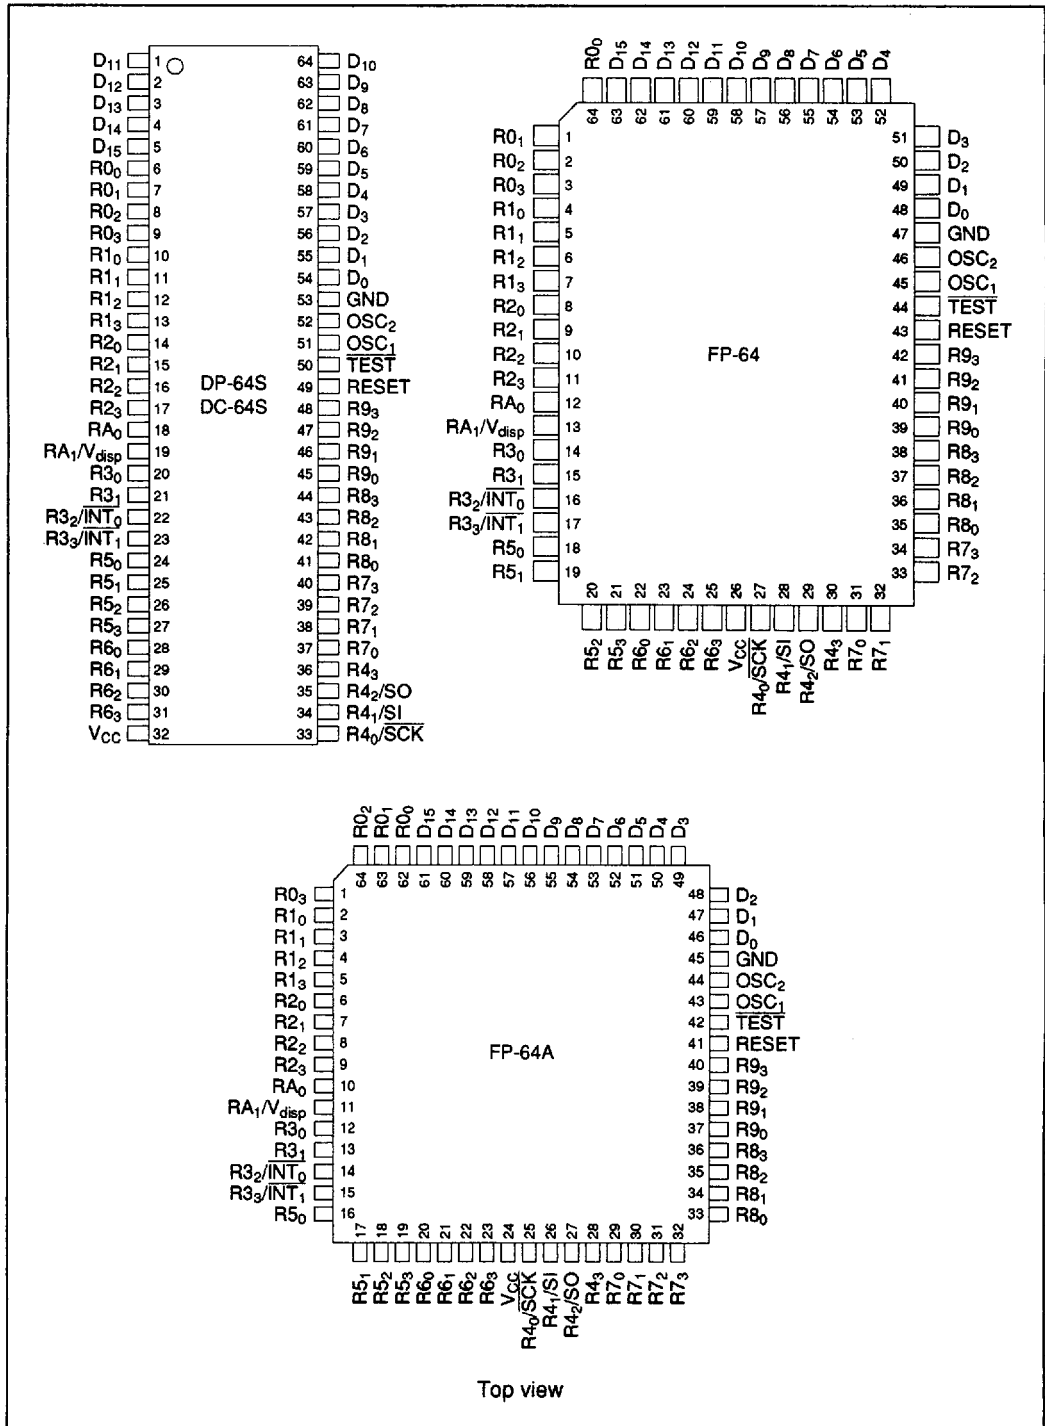 D11 1 64 D10
D12 2 63 D9
D13 3 62 D8
D14 4 61 D7
D15 5 60 D6
R00 6 59 D5
R01 7 58 D4
R02 8 57 D3
R03 9 56 D2
R10 10 55 D1
R11 11 54 D0
R12 12 53 GND
R13 13 52 OSC2
R20 14 51 OSC1
R21 15 50 TEST
R22 16 DP-64S 49 RESET
R23 17 DC-64S 48 R93
RA0 18 47 R92
RA1/Vdisp 19 46 R91
R30 20 45 R90
R31 21 44 R83
R32/INT0 22 43 R82
R33/INT1 23 42 R81
R50 24 41 R80
R51 25 40 R73
R52 26 39 R72
R53 27 38 R71
R60 28 37 R70
R61 29 36 R43
R62 30 35 R42/SO
R63 31 34 R41/SI
VCC 32 33 R40/SCK
R00 D15 D14 D13 D12 D11 D10 D9 D8 D7 D6 D5 D4
64 63 62 61 60 59 58 57 56 55 54 53 52
R01 1 51 D3
R02 2 50 D2
R03 3 49 D1
R10 4 48 D0
R11 5 47 GND
R12 6 46 OSC2
R13 7 45 OSC1
R20 8 44 TEST
R21 9 43 RESET
R22 10 FP-64 42 R93
R23 11 41 R92
RA0 12 40 R91
RA1/Vdisp 13 39 R90
R30 14 38 R83
R31 15 37 R82
R32/INT0 16 36 R81
R33/INT1 17 35 R80
R50 18 34 R73
R51 19 33 R72
20 21 22 23 24 25 26 27 28 29 30 31 32
R52 R53 R60 R61 R62 R63 VCC R40/SCK R41/SI R42/SO R43 R70 R71
R02 R01 R00 D15 D14 D13 D12 D11 D10 D9 D8 D7 D6 D5 D4 D3
64 63 62 61 60 59 58 57 56 55 54 53 52 51 50 49
R03 1 48 D2
R10 2 47 D1
R11 3 46 D0
R12 4 45 GND
R13 5 44 OSC2
R20 6 43 OSC1
R21 7 42 TEST
R22 8 FP-64A 41 RESET
R23 9 40 R93
RA0 10 39 R92
RA1/Vdisp 11 38 R91
R30 12 37 R90
R31 13 36 R83
R32/INT0 14 35 R82
R33/INT1 15 34 R81
R50 16 33 R80
17 18 19 20 21 22 23 24 25 26 27 28 29 30 31 32
R51 R52 R53 R60 R61 R62 R63 VCC R40/SCK R41/SI R42/SO R43 R70 R71 R72 R73
Top view